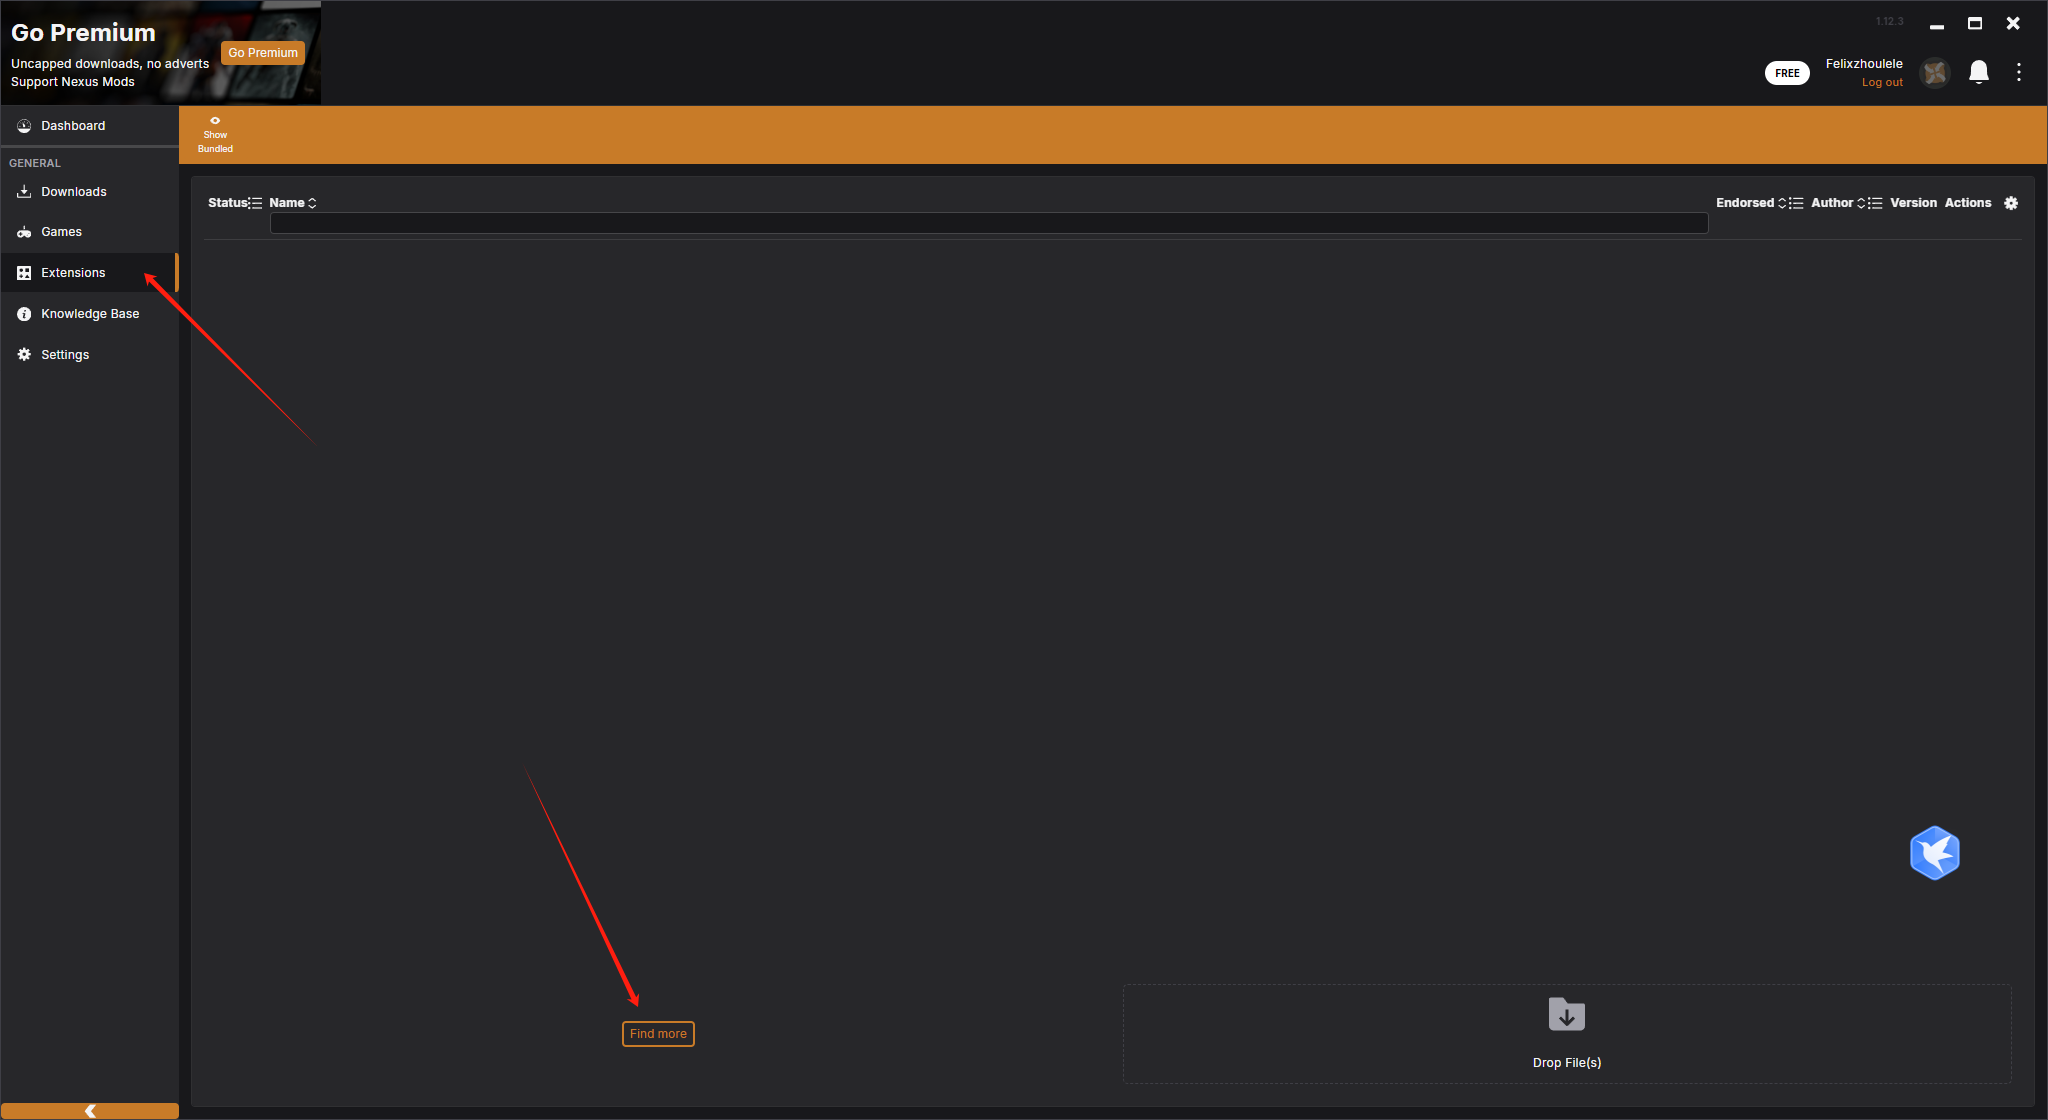 Go Premium
Uncapped downloads, no adverts
Support Nexus Mods
Go Premium
1.12.3
FREE
Felixzhoulele
Log out
Dashboard
GENERAL
Downloads
Games
Extensions
Knowledge Base
Settings
Show
Bundled
Status Name Endorsed Author Version Actions
Find more
Drop File(s)